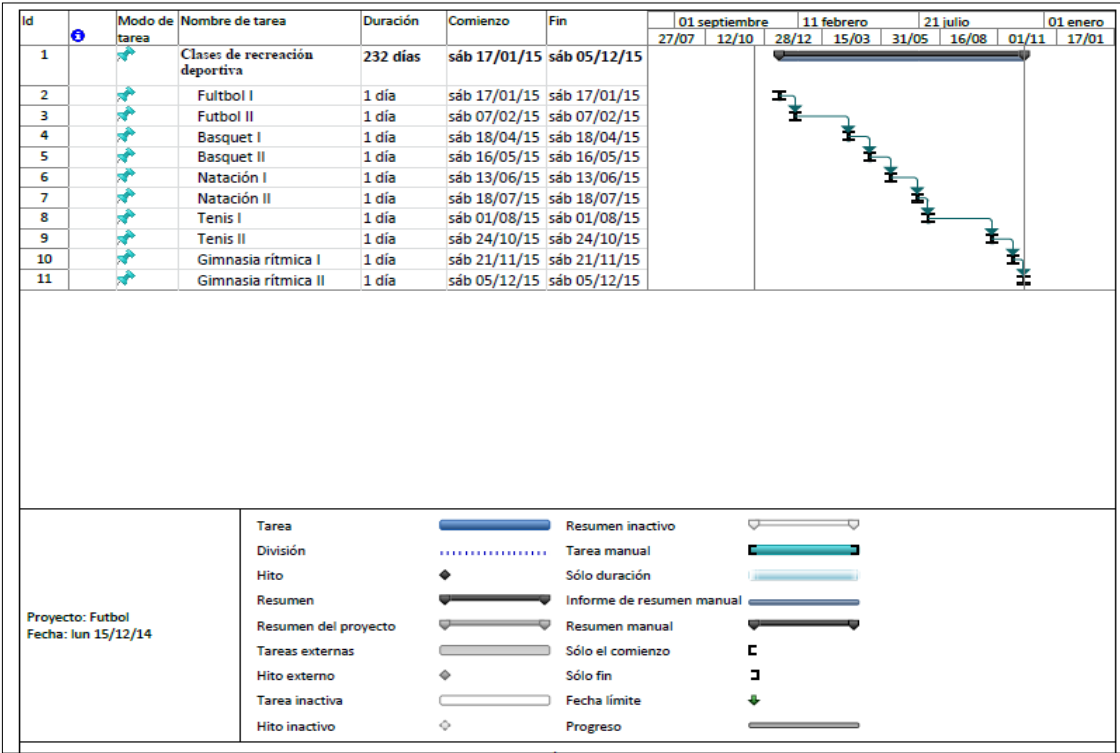 Id Modo de tarea Nombre de tarea Duración Comienzo Fin 01 septiembre 11 febrero 21 julio 01 enero
27/07 12/10 28/12 15/03 31/05 16/08 01/11 17/01
1 Clases de recreación deportiva 232 días sáb 17/01/15 sáb 05/12/15
2 Fultbol I 1 día sáb 17/01/15 sáb 17/01/15
3 Futbol II 1 día sáb 07/02/15 sáb 07/02/15
4 Basquet I 1 día sáb 18/04/15 sáb 18/04/15
5 Basquet II 1 día sáb 16/05/15 sáb 16/05/15
6 Natación I 1 día sáb 13/06/15 sáb 13/06/15
7 Natación II 1 día sáb 18/07/15 sáb 18/07/15
8 Tenis I 1 día sáb 01/08/15 sáb 01/08/15
9 Tenis II 1 día sáb 24/10/15 sáb 24/10/15
10 Gimnasia rítmica I 1 día sáb 21/11/15 sáb 21/11/15
11 Gimnasia rítmica II 1 día sáb 05/12/15 sáb 05/12/15
Proyecto: Futbol
Fecha: lun 15/12/14
Tarea Resumen inactivo
División Tarea manual
Hito Sólo duración
Resumen Informe de resumen manual
Resumen del proyecto Resumen manual
Tareas externas Sólo el comienzo
Hito externo Sólo fin
Tarea inactiva Fecha límite
Hito inactivo Progreso